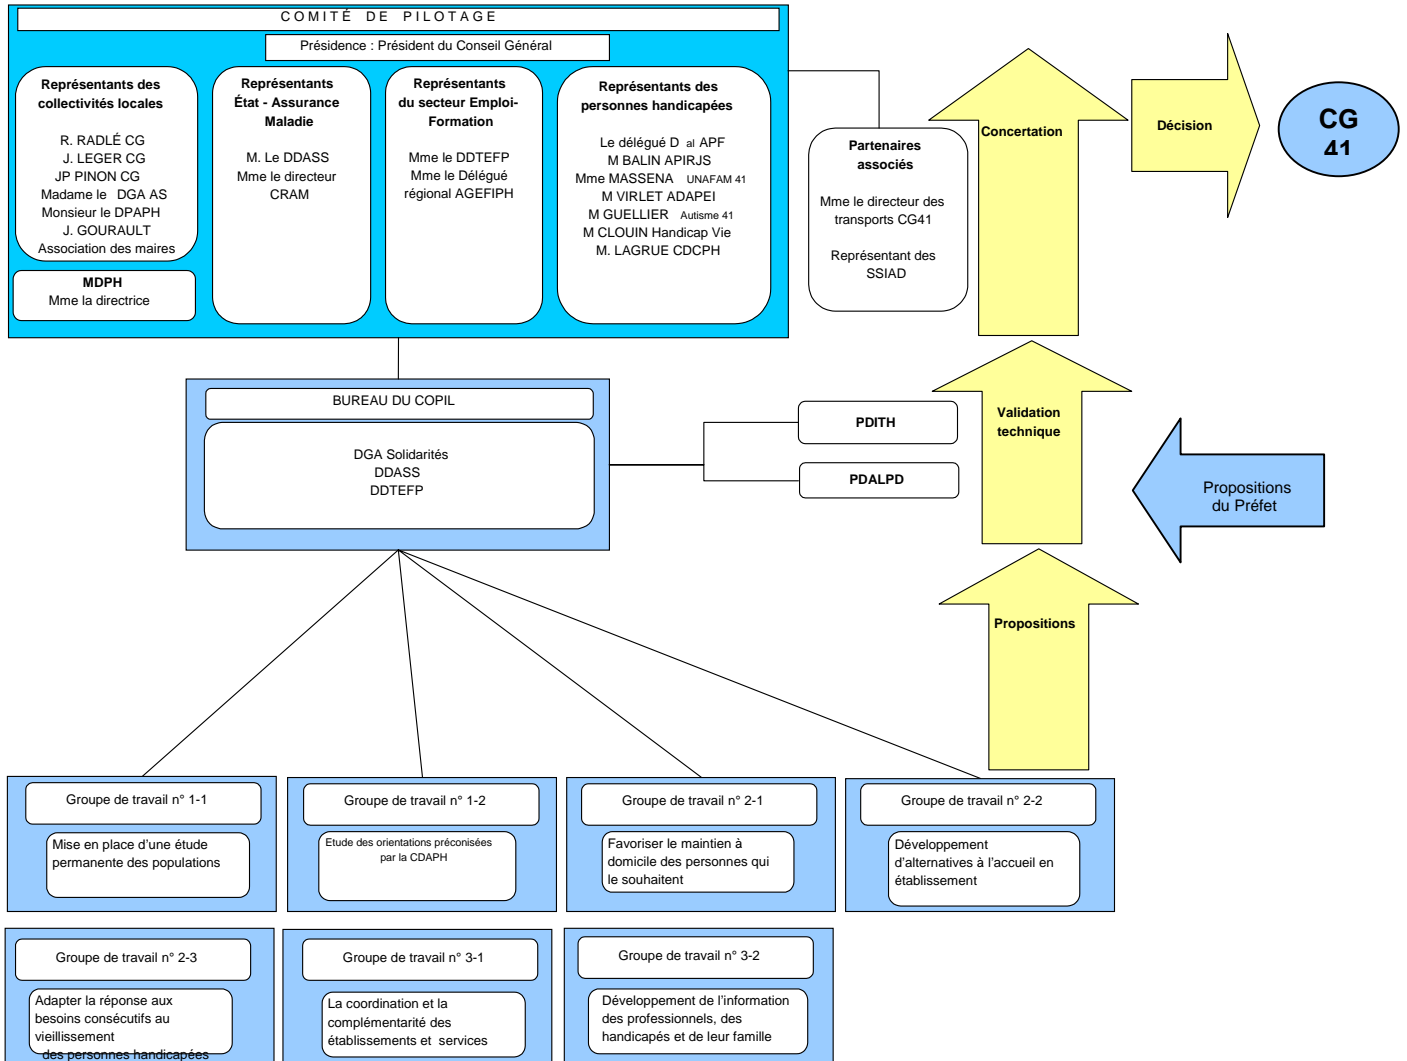 COMITÉ DE PILOTAGE
Présidence : Président du Conseil Général
Représentants des
collectivités locales
R. RADLÉ CG
J. LEGER CG
JP PINON CG
Madame le DGA AS
Monsieur le DPAPH
J. GOURAULT
Association des maires
MDPH
Mme la directrice
Représentants
État - Assurance
Maladie
M. Le DDASS
Mme le directeur
CRAM
Représentants
du secteur Emploi-
Formation
Mme le DDTEFP
Mme le Délégué
régional AGEFIPH
Représentants des
personnes handicapées
Le délégué D al APF
M BALIN APIRJS
Mme MASSENA UNAFAM 41
M VIRLET ADAPEI
M GUELLIER Autisme 41
M CLOUIN Handicap Vie
M. LAGRUE CDCPH
Partenaires
associés
Mme le directeur des
transports CG41
Représentant des
SSIAD
Concertation
Décision
CG
41
BUREAU DU COPIL
DGA Solidarités
DDASS
DDTEFP
PDITH
PDALPD
Validation
technique
Propositions
du Préfet
Propositions
Groupe de travail n° 1-1
Mise en place d'une étude
permanente des populations
Groupe de travail n° 1-2
Etude des orientations préconisées
par la CDAPH
Groupe de travail n° 2-1
Favoriser le maintien à
domicile des personnes qui
le souhaitent
Groupe de travail n° 2-2
Développement
d'alternatives à l'accueil en
établissement
Groupe de travail n° 2-3
Adapter la réponse aux
besoins consécutifs au
vieillissement
des personnes handicapées
Groupe de travail n° 3-1
La coordination et la
complémentarité des
établissements et services
Groupe de travail n° 3-2
Développement de l'information
des professionnels, des
handicapés et de leur famille